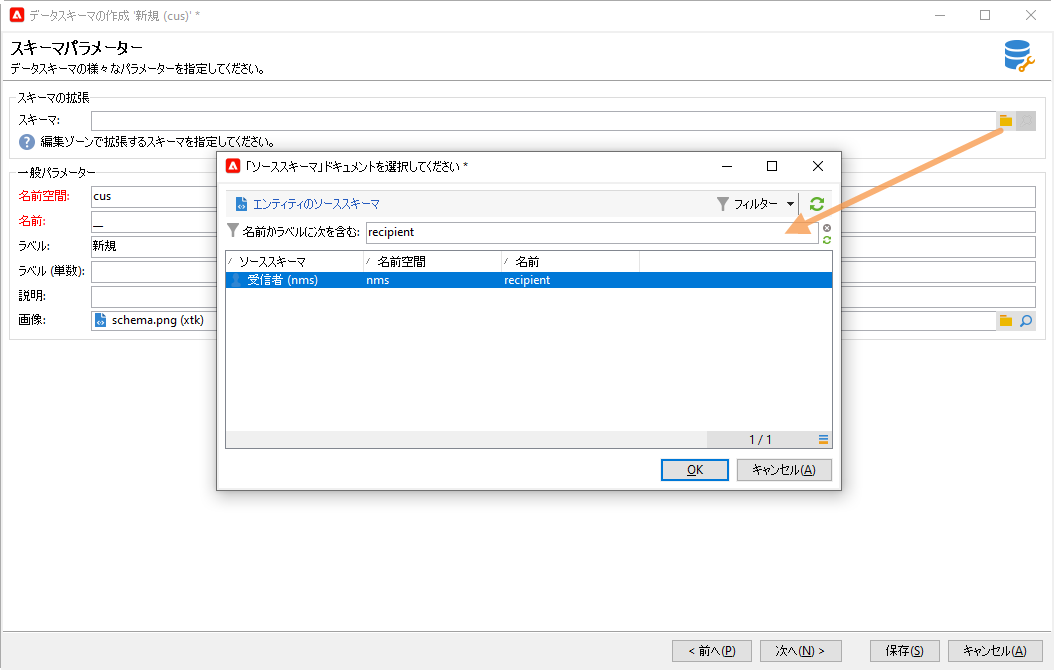 データスキーマの作成 '新規 (cus)' *
スキーマパラメーター
データスキーマの様々なパラメーターを指定してください。
スキーマの拡張
スキーマ:
編集ゾーンで拡張するスキーマを指定してください。
一般パラメーター
名前空間: cus
名前: __
ラベル: 新規
ラベル (単数):
説明:
画像: schema.png (xtk)
「ソーススキーマ」ドキュメントを選択してください *
エンティティのソーススキーマ フィルター
名前かラベルに次を含む: recipient
ソーススキーマ 名前空間 名前
受信者 (nms) nms recipient
1 / 1
OK キャンセル(A)
< 前へ(P) 次へ(N) > 保存(S) キャンセル(A)